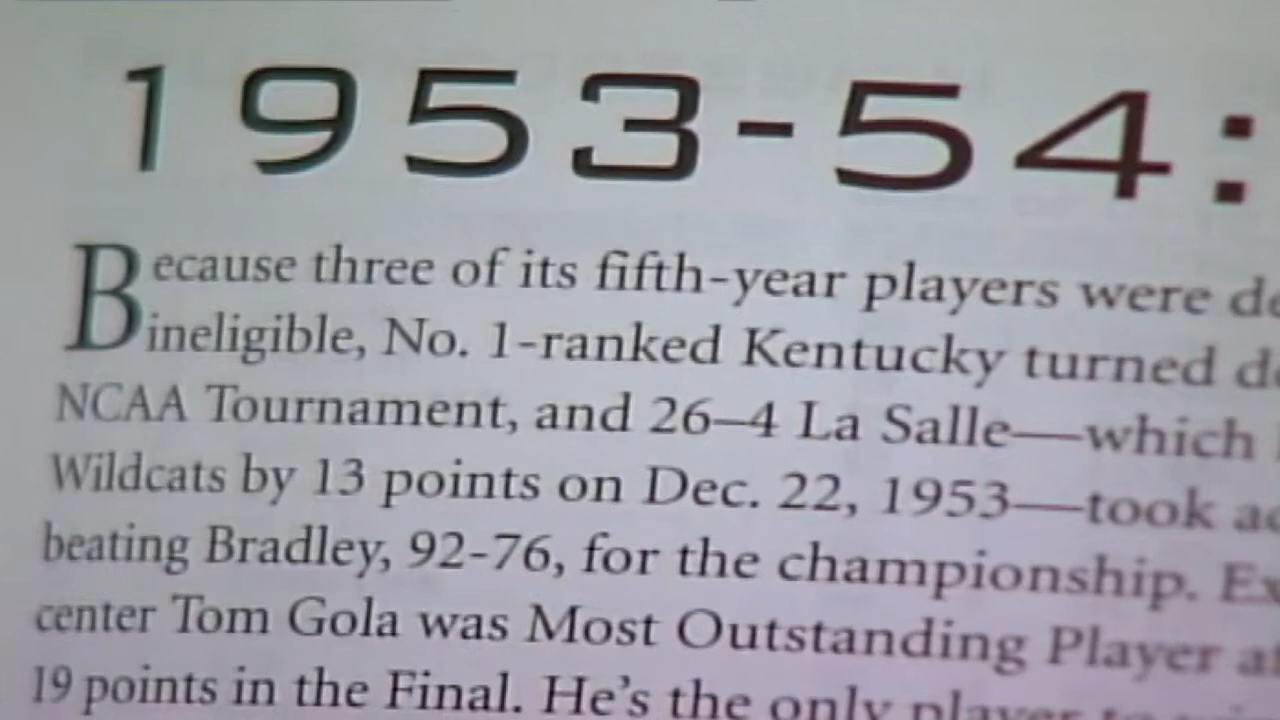 1953-54:
Because three of its fifth-year players were
ineligible, No. 1-ranked Kentucky turned
NCAA Tournament, and 26–4 La Salle—which
Wildcats by 13 points on Dec. 22, 1953—took
beating Bradley, 92-76, for the championship.
center Tom Gola was Most Outstanding Player
19 points in the Final. He's the only player to